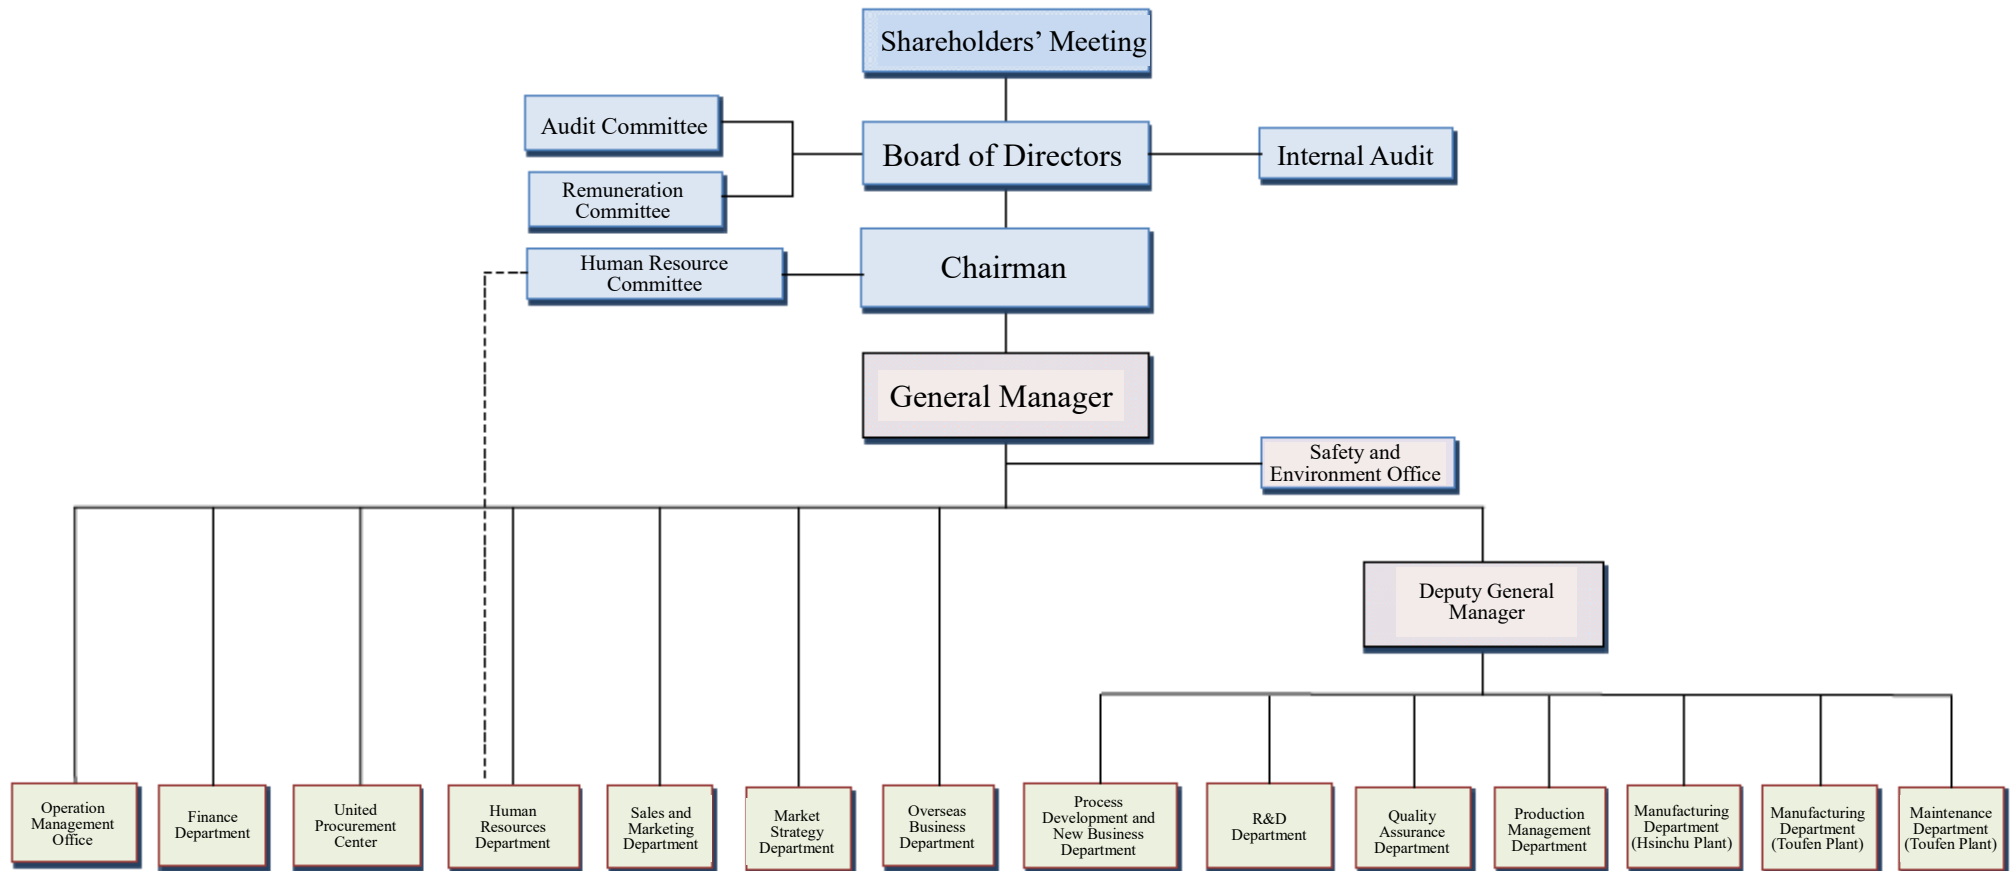 Shareholders’ Meeting
Audit Committee
Board of Directors
Internal Audit
Remuneration
Committee
Human Resource
Committee
Chairman
General Manager
Safety and
Environment Office
Deputy General
Manager
Operation
Management
Office
Finance
Department
United
Procurement
Center
Human
Resources
Department
Sales and
Marketing
Department
Market
Strategy
Department
Overseas
Business
Department
Process
Development and
New Business
Department
R&D
Department
Quality
Assurance
Department
Production
Management
Department
Manufacturing
Department
(Hsinchu Plant)
Manufacturing
Department
(Toufen Plant)
Maintenance
Department
(Toufen Plant)